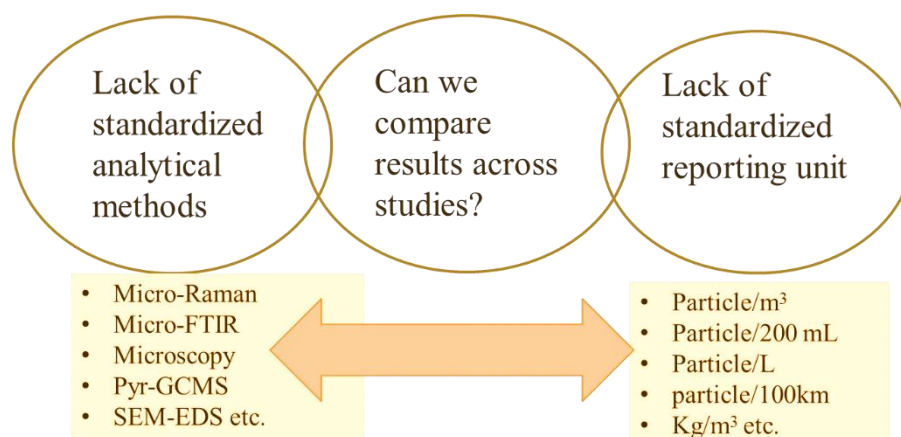 Lack of
standardized
analytical
methods
Can we
compare
results across
studies?
Lack of
standardized
reporting unit
• Micro-Raman
• Micro-FTIR
• Microscopy
• Pyr-GCMS
• SEM-EDS etc.
• Particle/m³
• Particle/200 mL
• Particle/L
• particle/100km
• Kg/m³ etc.